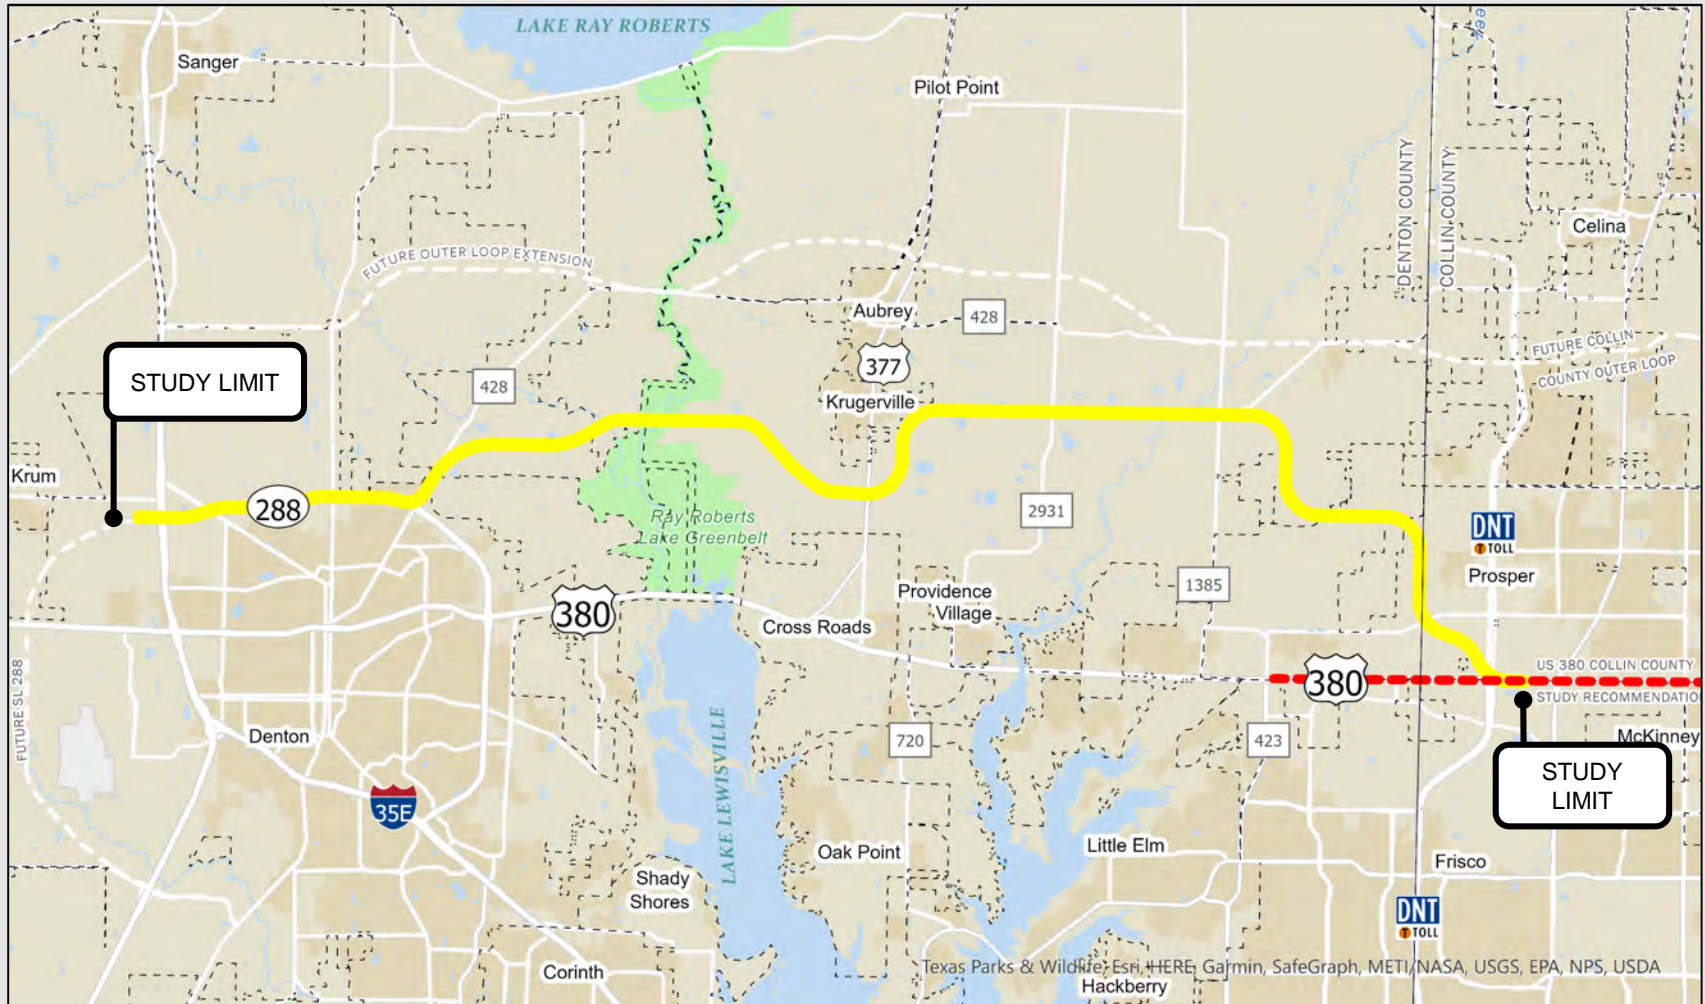 LAKE RAY ROBERTS
Sanger
Pilot Point
DENTON COUNTY
COLLIN COUNTY
Celina
FUTURE OUTER LOOP EXTENSION
Aubrey
428
FUTURE COLLIN
COUNTY OUTER LOOP
STUDY LIMIT
377
428
Krugerville
Krum
288
Ray Roberts
Lake Greenbelt
2931
DNT
TOLL
Prosper
380
Providence
Village
1385
Cross Roads
US 380 COLLIN COUNTY
STUDY RECOMMENDATIO
380
FUTURE SL 288
Denton
LAKE LEWISVILLE
720
423
McKinney
STUDY
LIMIT
35E
Oak Point
Little Elm
Frisco
Shady
Shores
DNT
TOLL
Corinth
Texas Parks & Wildlife, Esri, HERE, Garmin, SafeGraph, METI/NASA, USGS, EPA, NPS, USDA
Hackberry